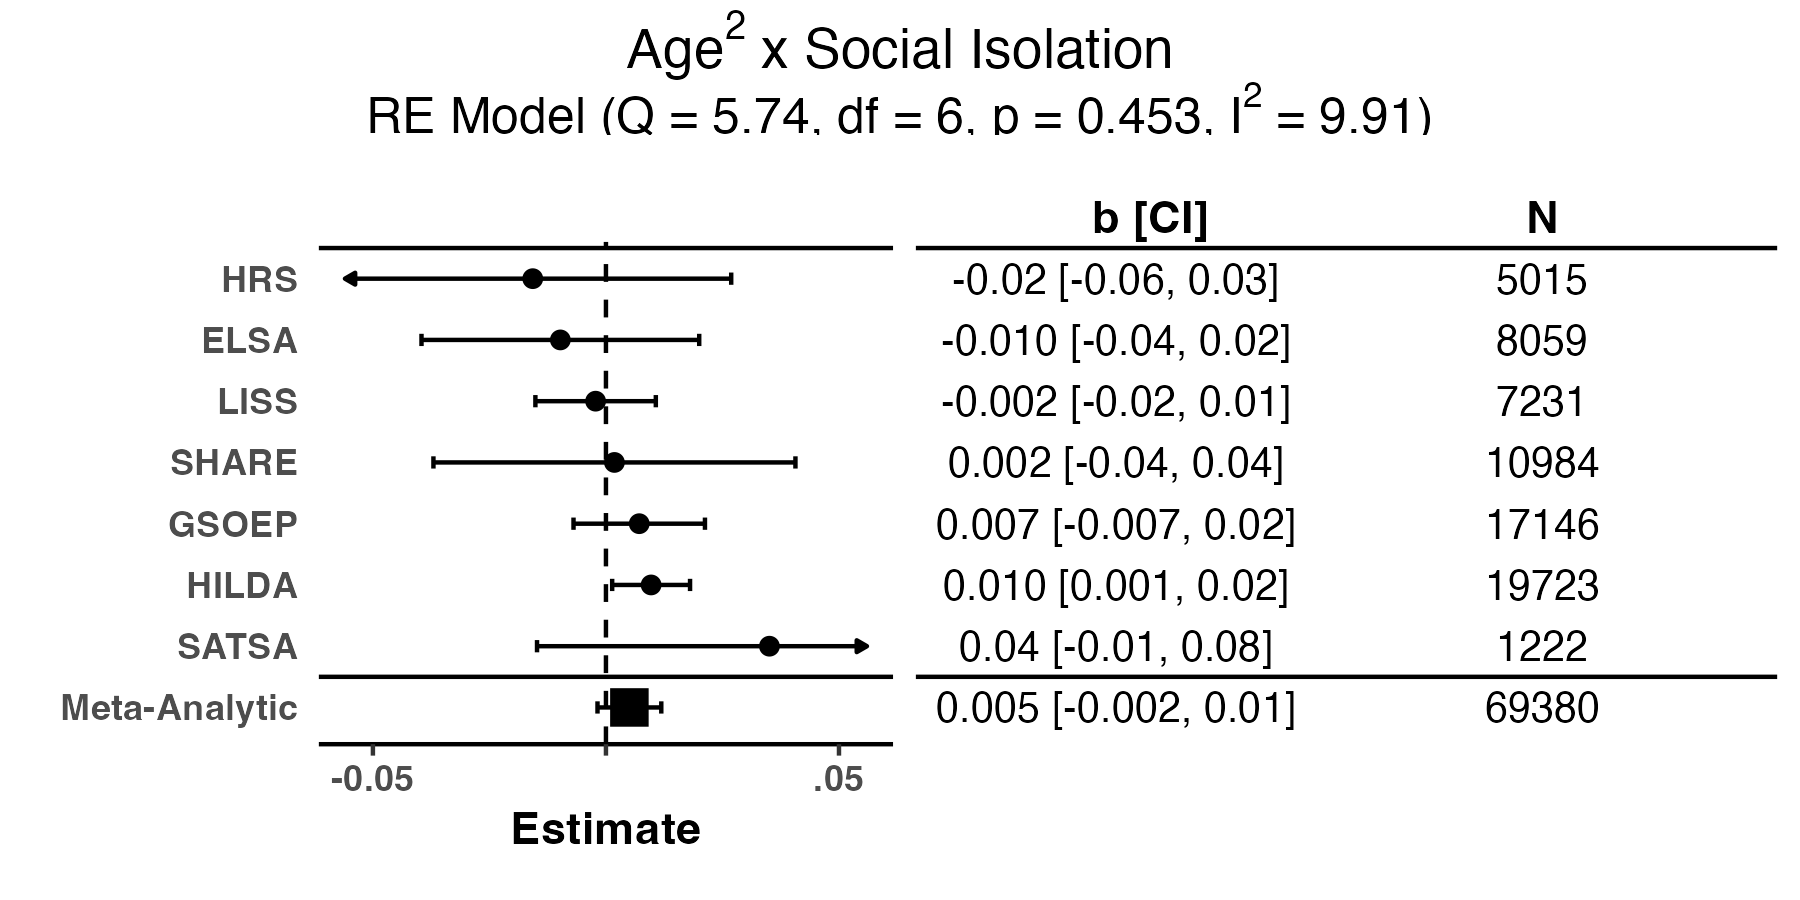 Age² x Social Isolation
RE Model (Q = 5.74, df = 6, p = 0.453, I² = 9.91)
b [CI] N
HRS -0.02 [-0.06, 0.03] 5015
ELSA -0.010 [-0.04, 0.02] 8059
LISS -0.002 [-0.02, 0.01] 7231
SHARE 0.002 [-0.04, 0.04] 10984
GSOEP 0.007 [-0.007, 0.02] 17146
HILDA 0.010 [0.001, 0.02] 19723
SATSA 0.04 [-0.01, 0.08] 1222
Meta-Analytic 0.005 [-0.002, 0.01] 69380
-0.05 .05
Estimate